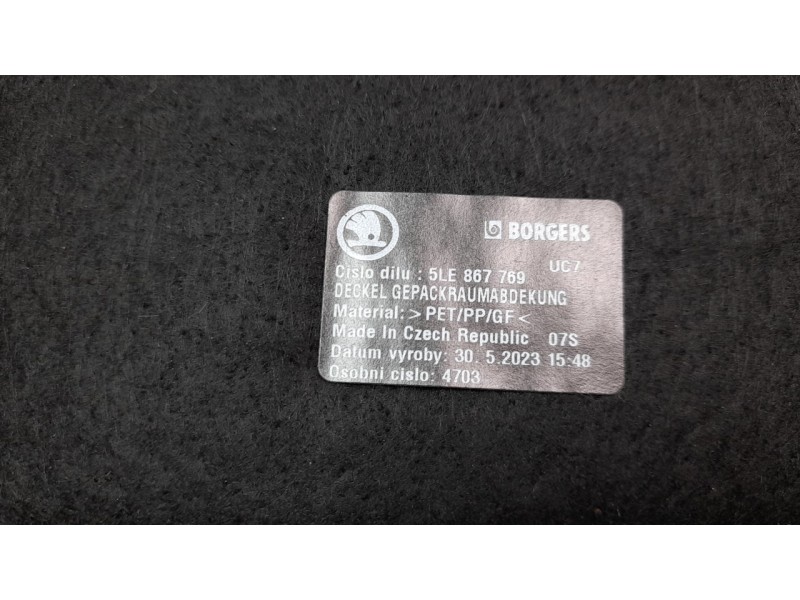 BORGERS
Cislo dilu : 5LE 867 769 UC7
DECKEL GEPACKRAUMABDEKUNG
Material: > PET/PP/GF <
Made In Czech Republic 07S
Datum vyroby: 30. 5.2023 15:48
Osobni cislo: 4703